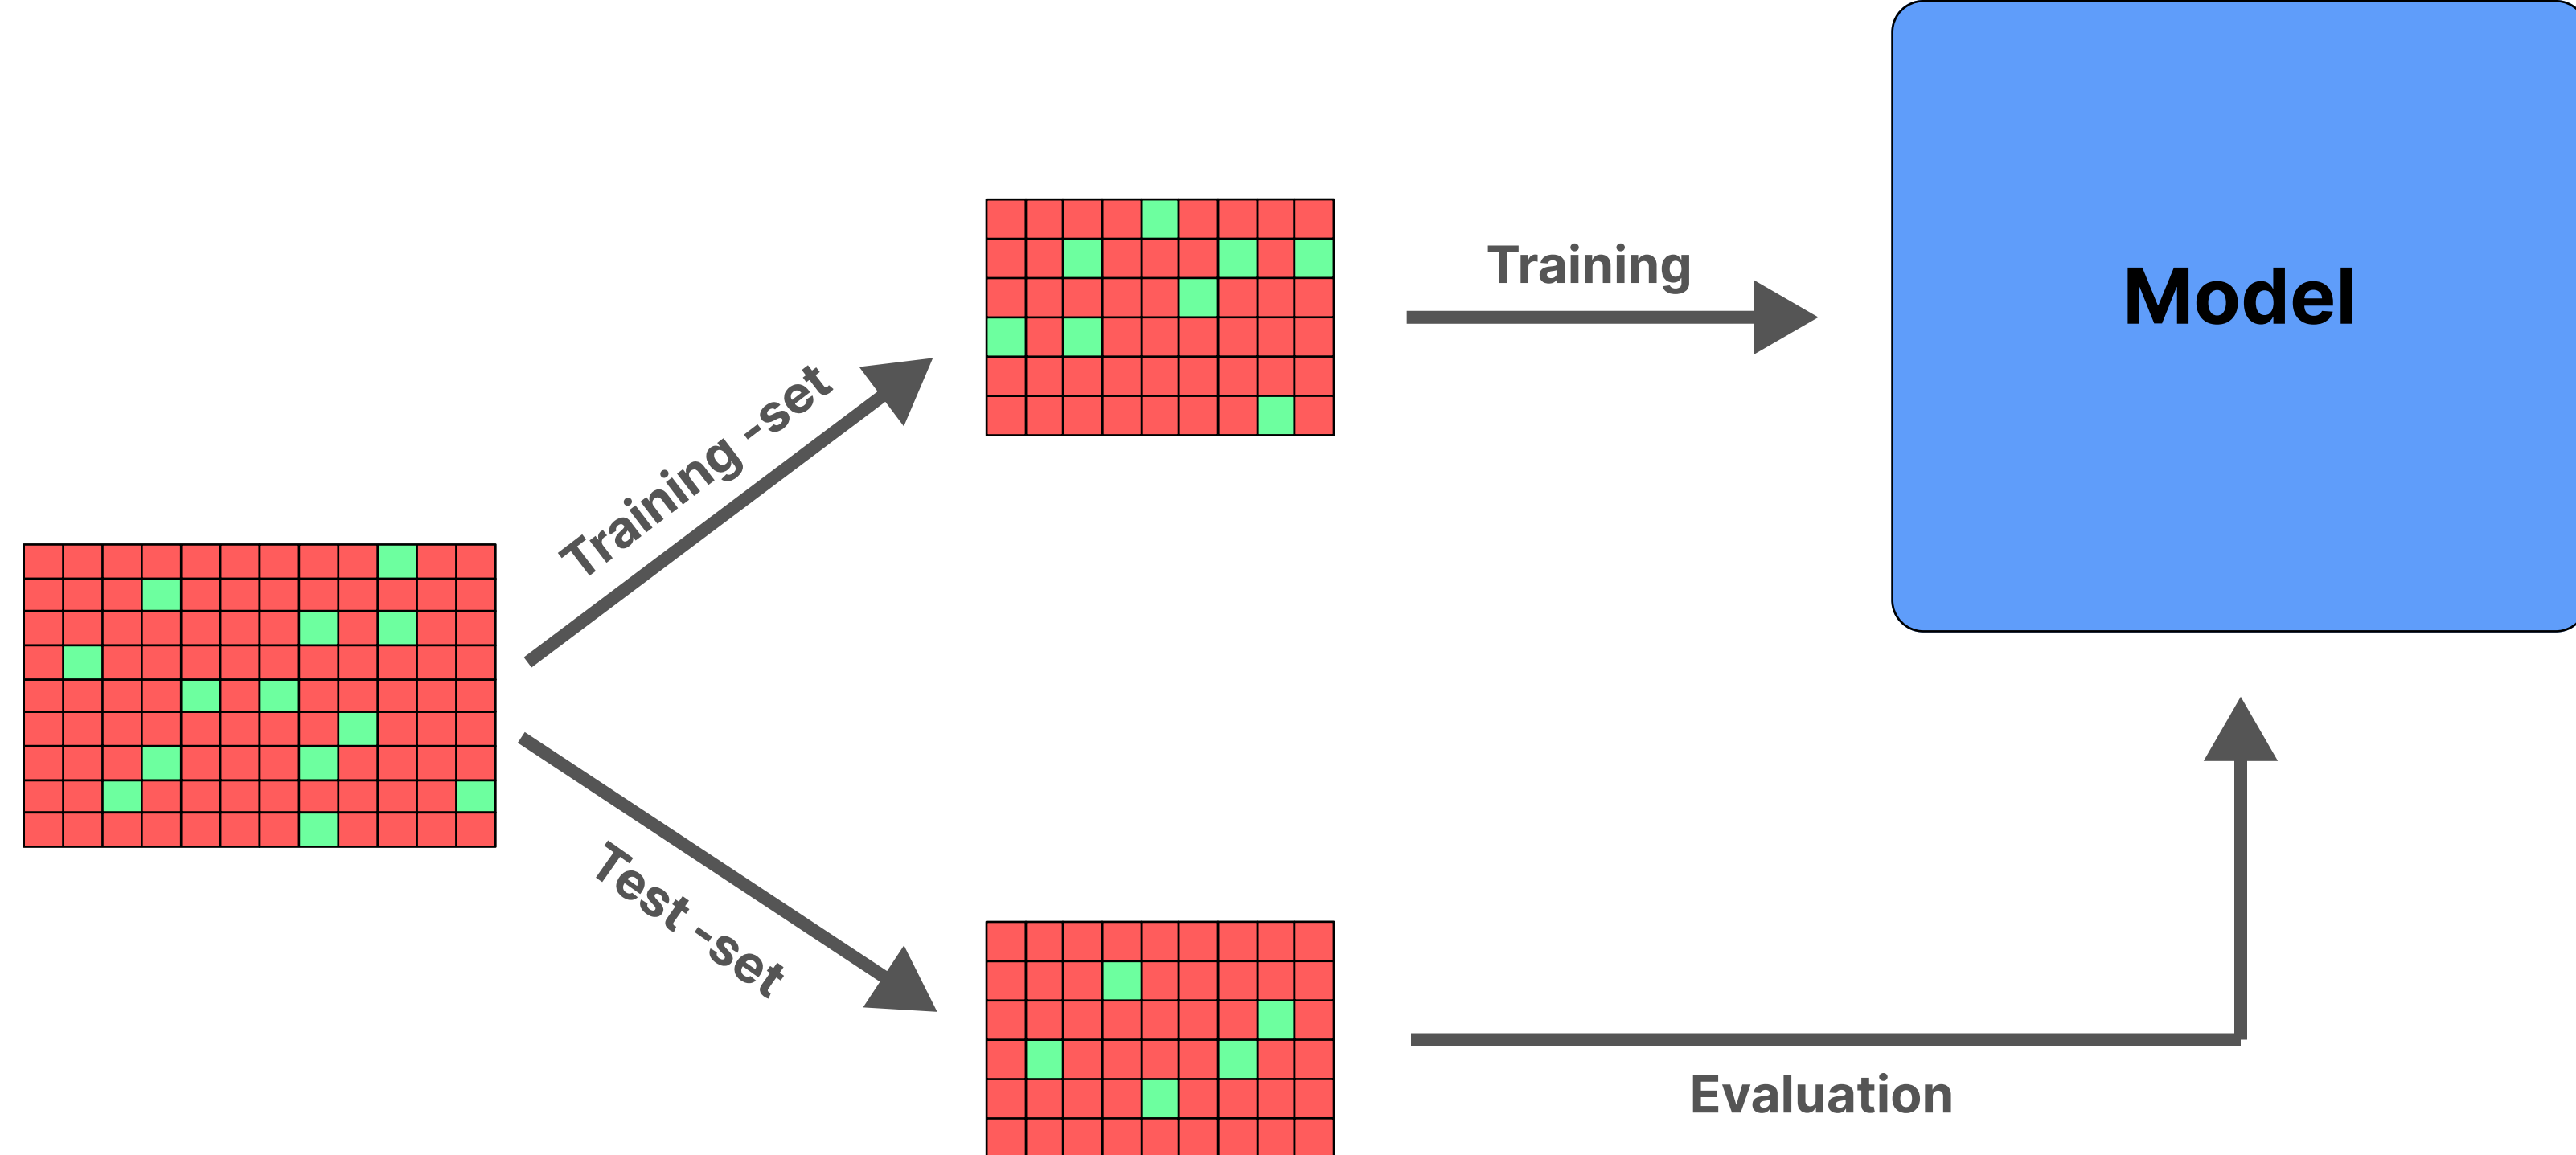 Training -set
Training
Model
Test -set
Evaluation